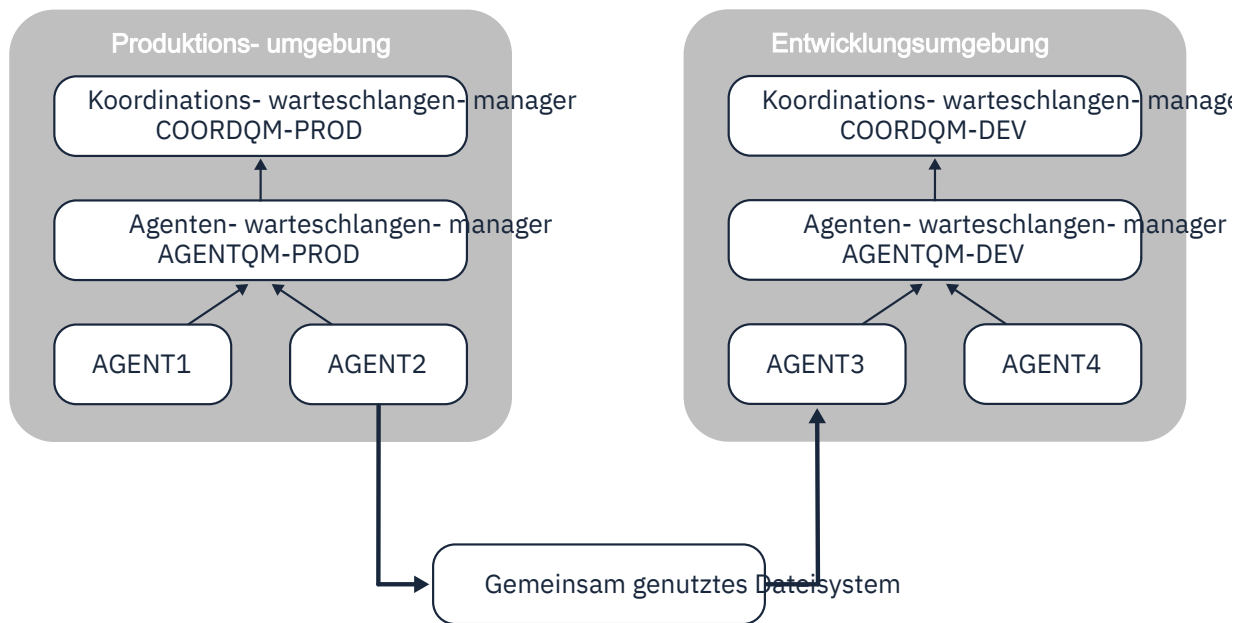 Produktions- umgebung
Koordinations- warteschlangen- manager
COORDQM-PROD
Agenten- warteschlangen- manager
AGENTQM-PROD
AGENT1
AGENT2
Entwicklungsumgebung
Koordinations- warteschlangen- manage
COORDQM-DEV
Agenten- warteschlangen- manager
AGENTQM-DEV
AGENT3
AGENT4
Gemeinsam genutztes Dateisystem